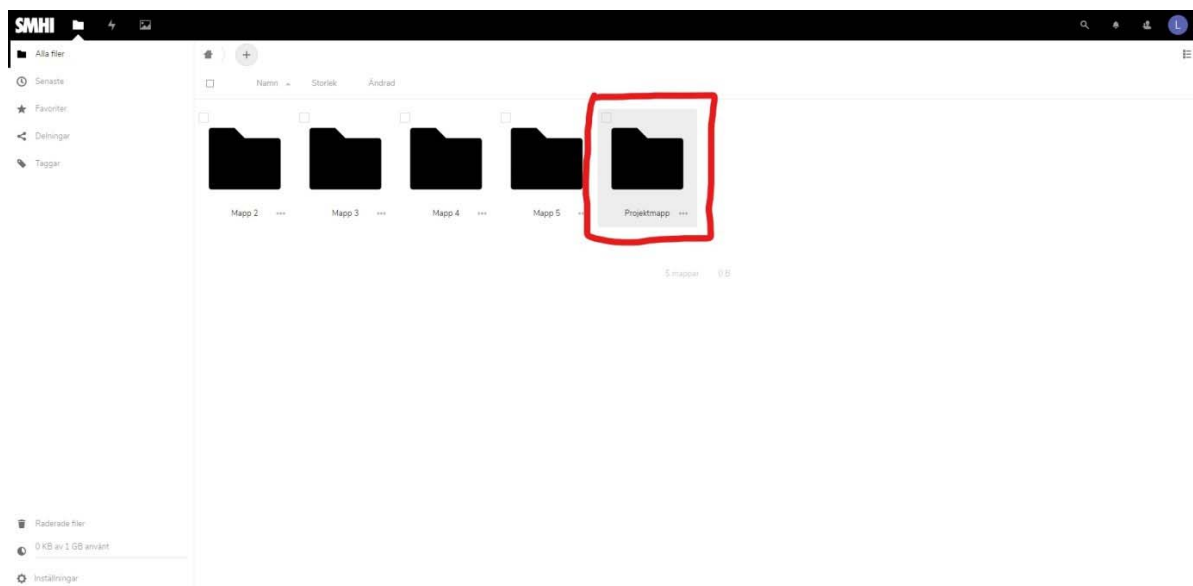 SMHI
L
Alla filer
Senaste
Favoriter
Delningar
Taggar
Namn Storlek Ändrad
Mapp 2 Mapp 3 Mapp 4 Mapp 5 Projektmapp
5 mappar 0 B
Raderade filer
0 KB av 1 GB använt
Inställningar